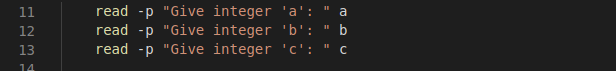 11 read -p "Give integer 'a': " a
12 read -p "Give integer 'b': " b
13 read -p "Give integer 'c': " c
14